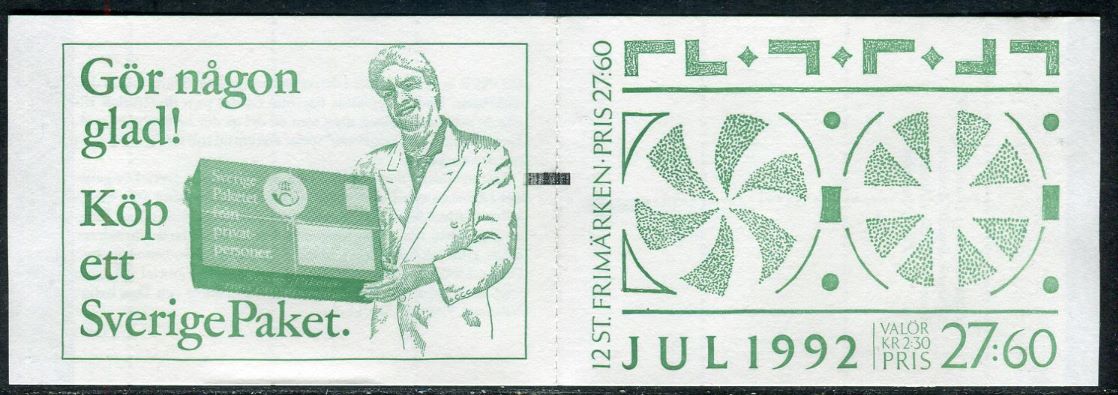 Gör någon
glad!
Köp
ett
SverigePaket.
Sverige
Paketet
från
privat-
personer.
12 ST. FRIMÄRKEN · PRIS 27:60
JUL 1992
VALÖR
KR 2:30
PRIS
27:60